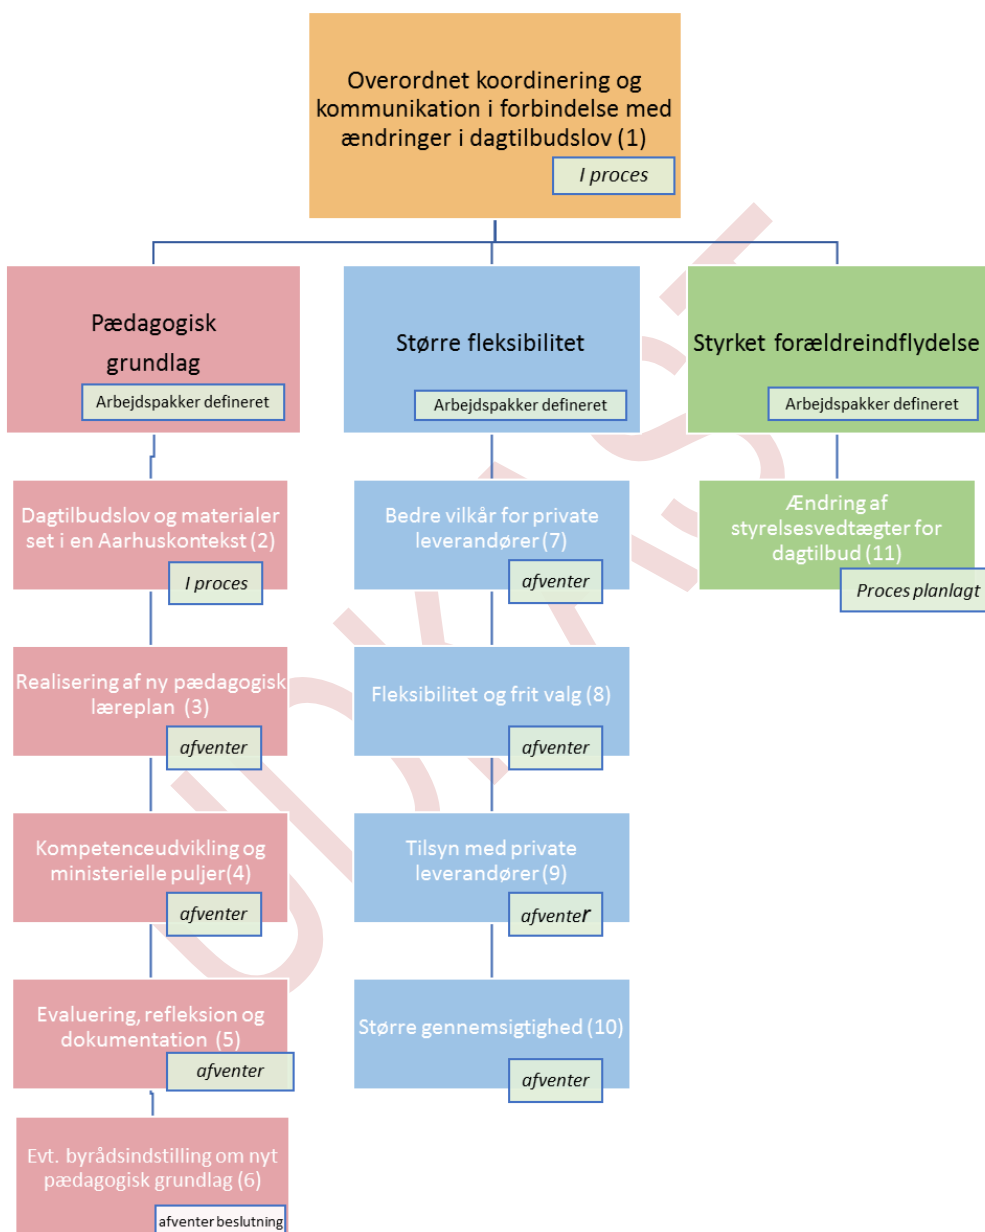 Overordnet koordinering og
kommunikation i forbindelse med
ændringer i dagtilbudslov (1)
I proces
Pædagogisk
grundlag
Arbejdspakker defineret
Større fleksibilitet
Arbejdspakker defineret
Styrket forældreindflydelse
Arbejdspakker defineret
Dagtilbudslov og materialer
set i en Aarhuskontekst (2)
I proces
Realisering af ny pædagogisk
læreplan (3)
afventer
Kompetenceudvikling og
ministerielle puljer(4)
afventer
Evaluering, refleksion og
dokumentation (5)
afventer
Evt. byrådsindstilling om nyt
pædagogisk grundlag (6)
afventer beslutning
Bedre vilkår for private
leverandører (7)
afventer
Fleksibilitet og frit valg (8)
afventer
Tilsyn med private
leverandører (9)
afventer
Større gennemsigtighed (10)
afventer
Ændring af
styrelsesvedtægter for
dagtilbud (11)
Proces planlagt
UDKAST